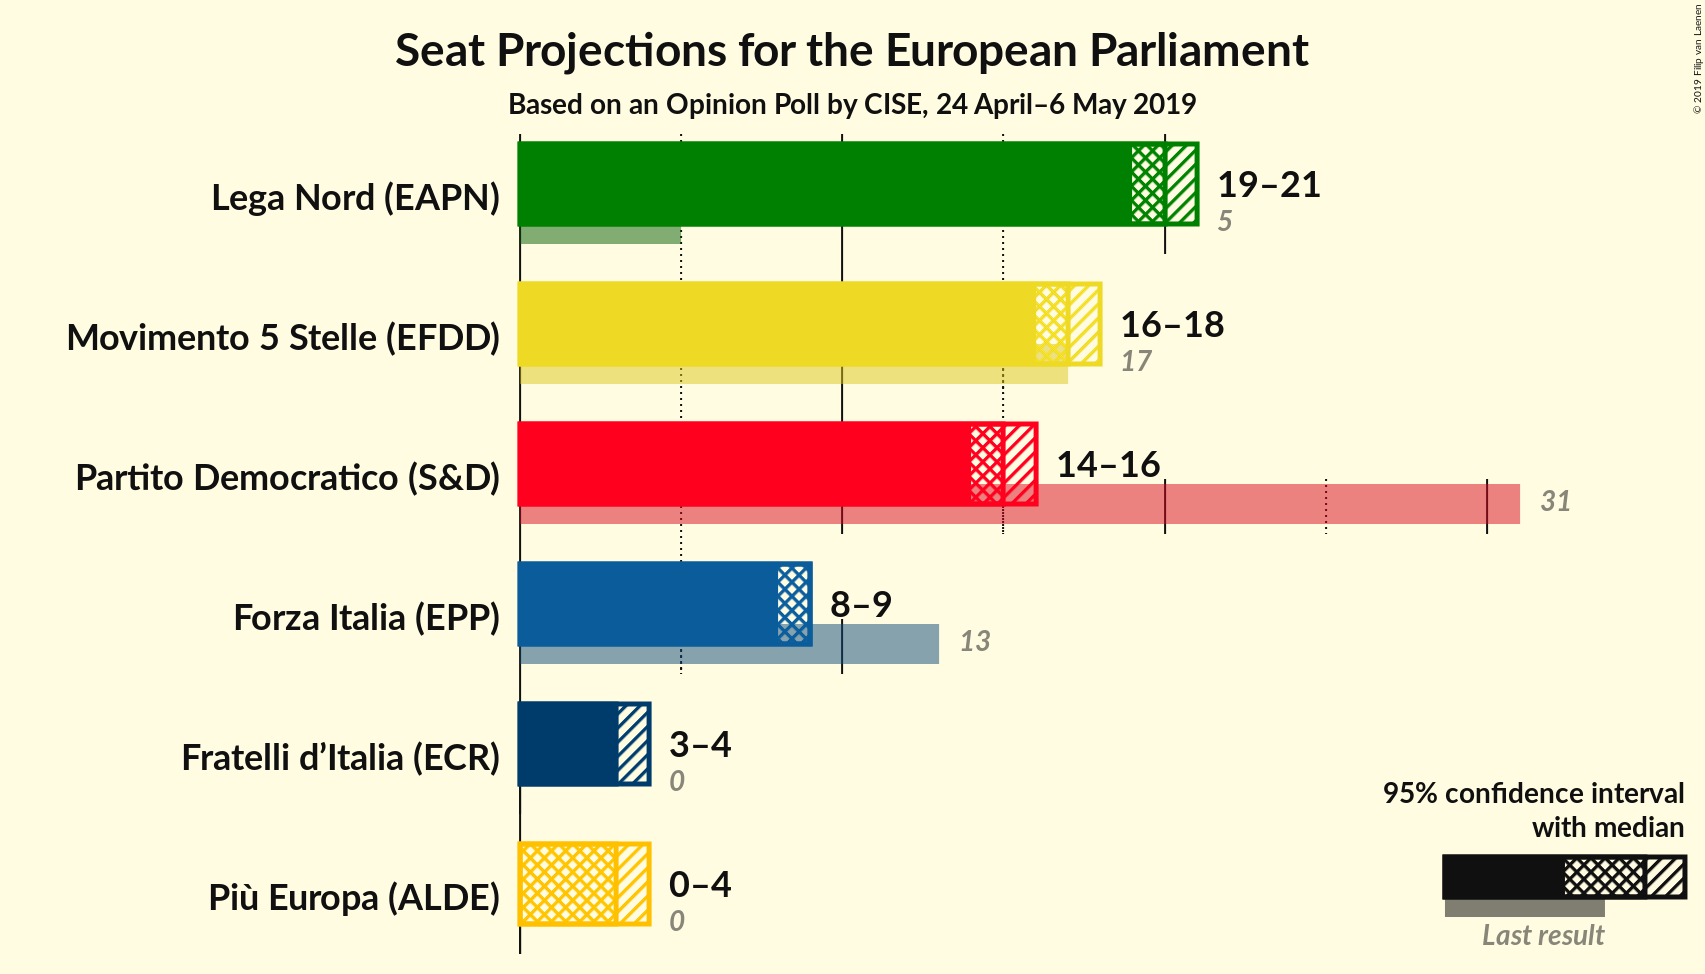 Seat Projections for the European Parliament
Based on an Opinion Poll by CISE, 24 April–6 May 2019
© 2019 Filip van Laenen
Lega Nord (EAPN)
19–21
5
Movimento 5 Stelle (EFDD)
16–18
17
Partito Democratico (S&D)
14–16
31
Forza Italia (EPP)
8–9
13
Fratelli d’Italia (ECR)
3–4
0
Più Europa (ALDE)
0–4
0
95% confidence interval
with median
Last result